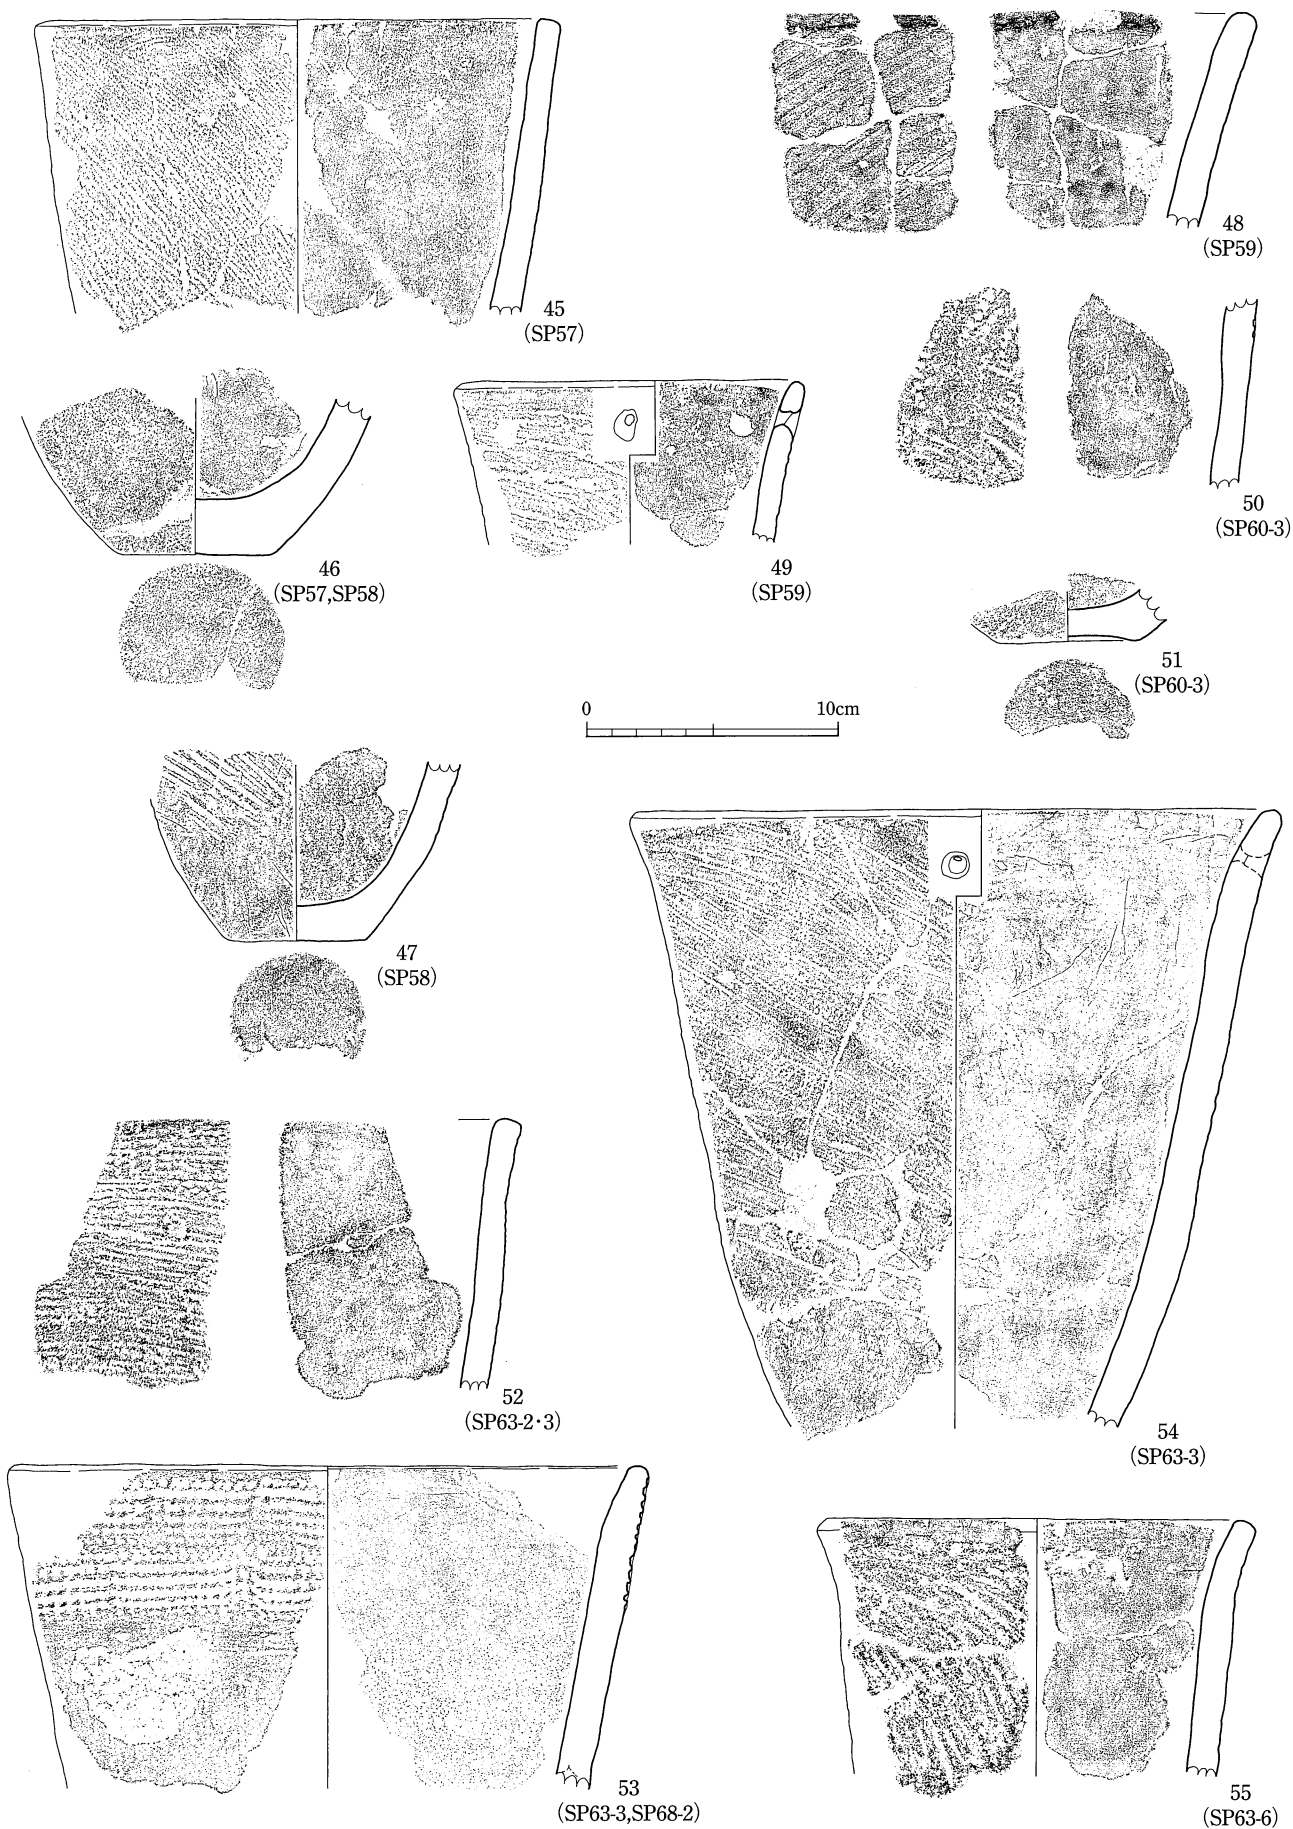 45
(SP57)
48
(SP59)
46
(SP57,SP58)
49
(SP59)
50
(SP60-3)
51
(SP60-3)
0 10cm
47
(SP58)
52
(SP63-2・3)
54
(SP63-3)
53
(SP63-3,SP68-2)
55
(SP63-6)